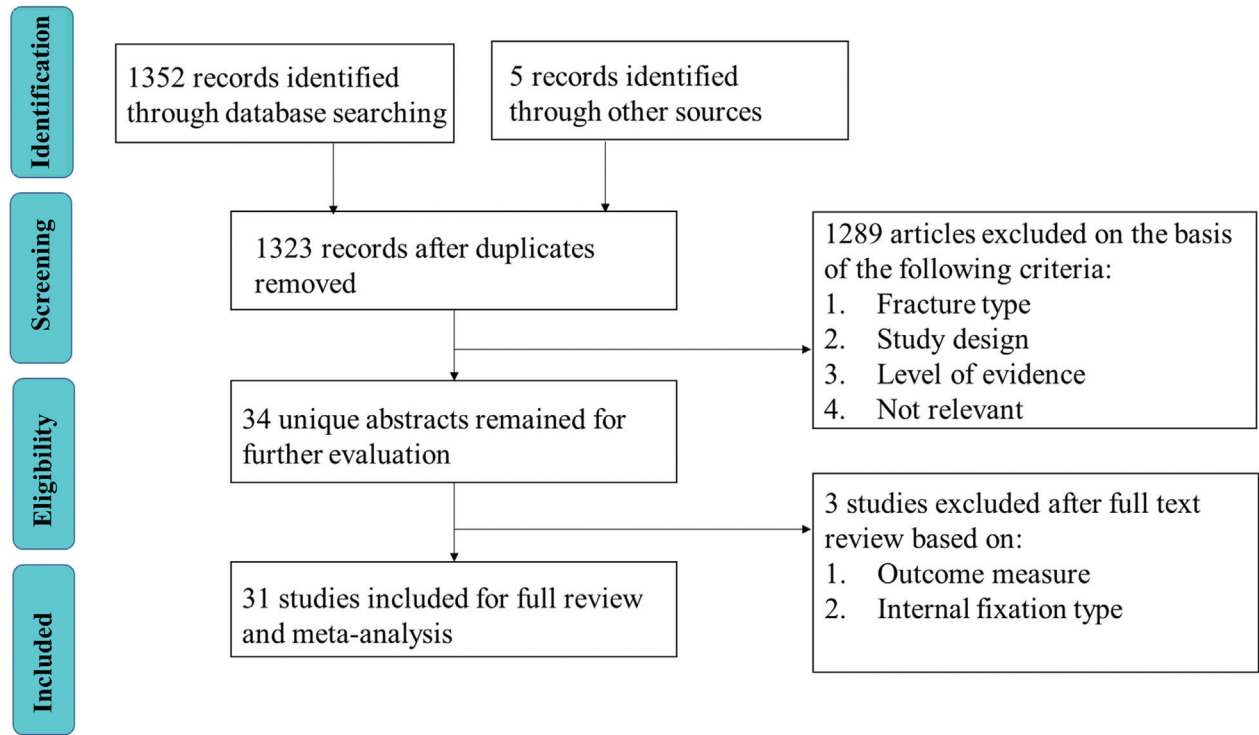 Identification
1352 records identified
through database searching
5 records identified
through other sources
Screening
1323 records after duplicates
removed
1289 articles excluded on the basis
of the following criteria:
1. Fracture type
2. Study design
3. Level of evidence
4. Not relevant
Eligibility
34 unique abstracts remained for
further evaluation
3 studies excluded after full text
review based on:
1. Outcome measure
2. Internal fixation type
Included
31 studies included for full review
and meta-analysis